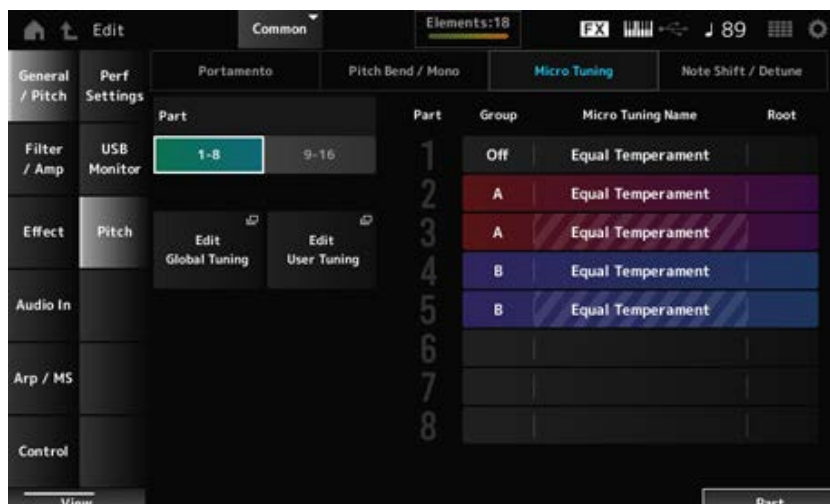 Edit
Common
Elements:18
FX
♩ 89
General / Pitch
Perf Settings
Portamento
Pitch Bend / Mono
Micro Tuning
Note Shift / Detune
Filter / Amp
USB Monitor
Part
1-8
9-16
Part
Group
Micro Tuning Name
Root
1
Off
Equal Temperament
2
A
Equal Temperament
Effect
Pitch
Edit Global Tuning
Edit User Tuning
3
A
Equal Temperament
4
B
Equal Temperament
Audio In
5
B
Equal Temperament
6
Arp / MS
7
8
Control
View
Part